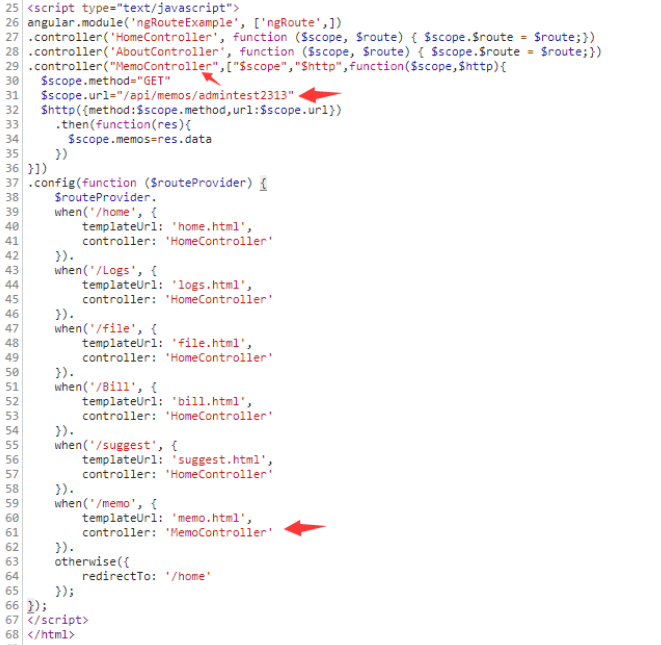 25 <script type="text/javascript">
26 angular.module('ngRouteExample', ['ngRoute',])
27 .controller('HomeController', function ($scope, $route) { $scope.$route = $route;})
28 .controller('AboutController', function ($scope, $route) { $scope.$route = $route;})
29 .controller("MemoController",["$scope","$http",function($scope,$http){
30     $scope.method="GET"
31     $scope.url="/api/memos/admintest2313"
32     $http({method:$scope.method,url:$scope.url})
33       .then(function(res){
34         $scope.memos=res.data
35       })
36 }])
37 .config(function ($routeProvider) {
38     $routeProvider.
39     when('/home', {
40         templateUrl: 'home.html',
41         controller: 'HomeController'
42     }).
43     when('/Logs', {
44         templateUrl: 'logs.html',
45         controller: 'HomeController'
46     }).
47     when('/file', {
48         templateUrl: 'file.html',
49         controller: 'HomeController'
50     }).
51     when('/Bill', {
52         templateUrl: 'bill.html',
53         controller: 'HomeController'
54     }).
55     when('/suggest', {
56         templateUrl: 'suggest.html',
57         controller: 'HomeController'
58     }).
59     when('/memo', {
60         templateUrl: 'memo.html',
61         controller: 'MemoController'
62     }).
63     otherwise({
64         redirectTo: '/home'
65     });
66 });
67 </script>
68 </html>